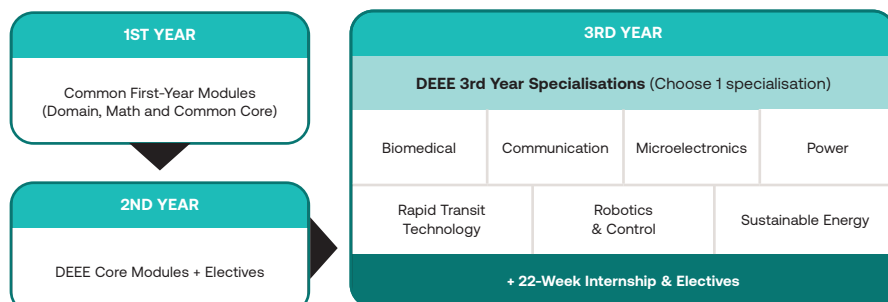 1ST YEAR
Common First-Year Modules
(Domain, Math and Common Core)
2ND YEAR
DEEE Core Modules + Electives
3RD YEAR
DEEE 3rd Year Specialisations (Choose 1 specialisation)
Biomedical
Communication
Microelectronics
Power
Rapid Transit
Technology
Robotics
& Control
Sustainable Energy
+ 22-Week Internship & Electives